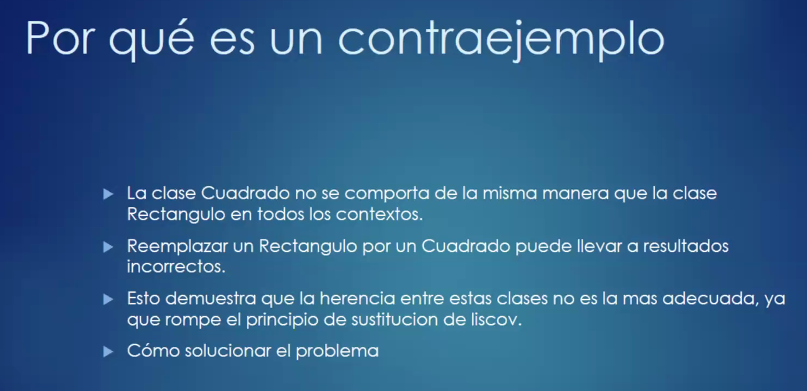 Por qué es un contraejemplo
La clase Cuadrado no se comporta de la misma manera que la clase
Rectangulo en todos los contextos.
Reemplazar un Rectangulo por un Cuadrado puede llevar a resultados
incorrectos.
Esto demuestra que la herencia entre estas clases no es la mas adecuada, ya
que rompe el principio de sustitucion de liscov.
Cómo solucionar el problema